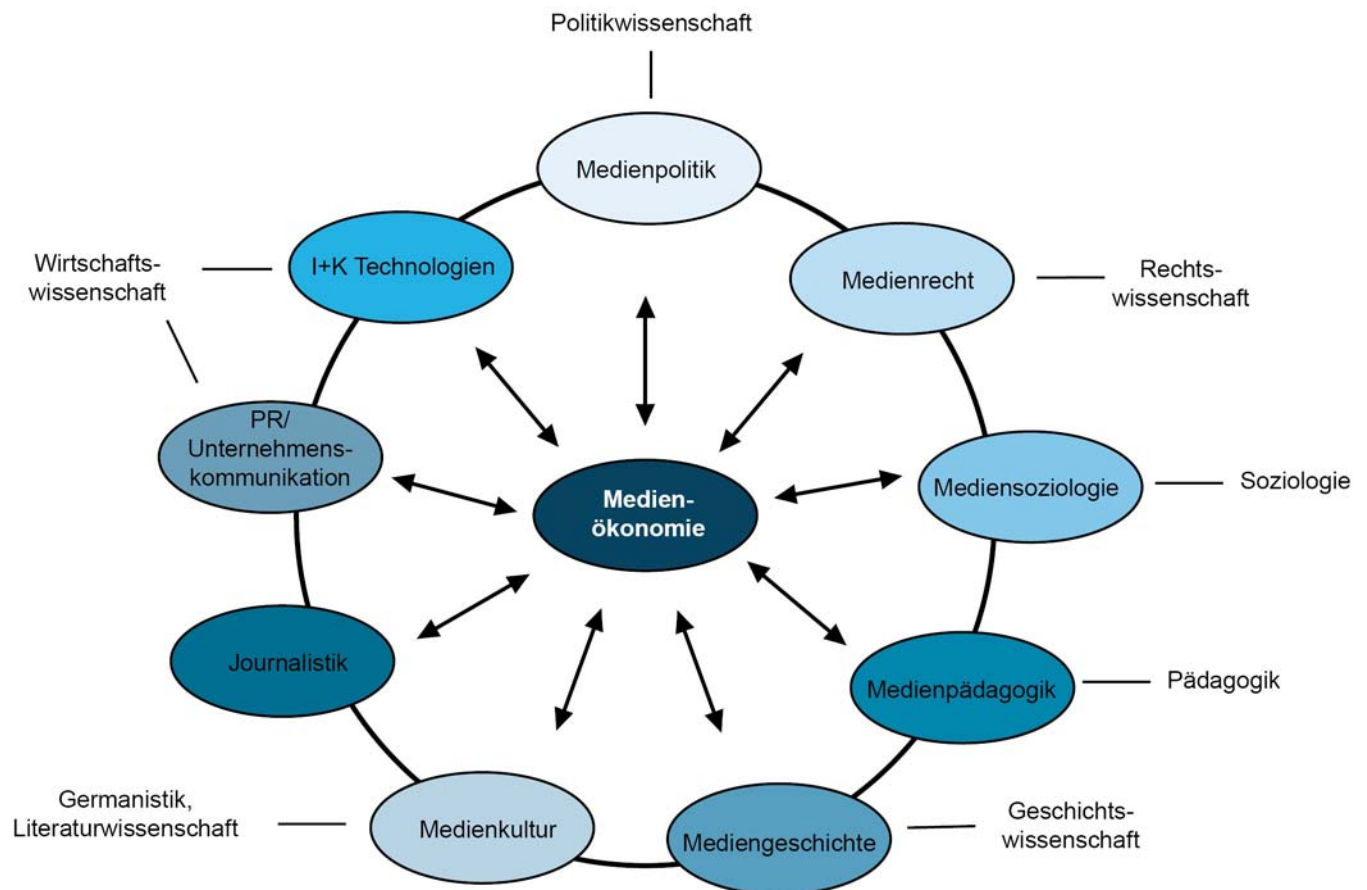 Politikwissenschaft
Medienpolitik
I+K Technologien
Wirtschafts-
wissenschaft
Medienrecht
Rechts-
wissenschaft
PR/
Unternehmens-
kommunikation
Medien-
ökonomie
Mediensoziologie
Soziologie
Journalistik
Medienpädagogik
Pädagogik
Germanistik,
Literaturwissenschaft
Medienkultur
Mediengeschichte
Geschichts-
wissenschaft